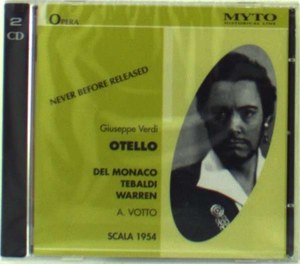 2
CD
OPERA
MYTO
NEVER BEFORE RELEASED
Giuseppe Verdi
OTELLO
DEL MONACO
TEBALDI
WARREN
A. VOTTO
SCALA 1954